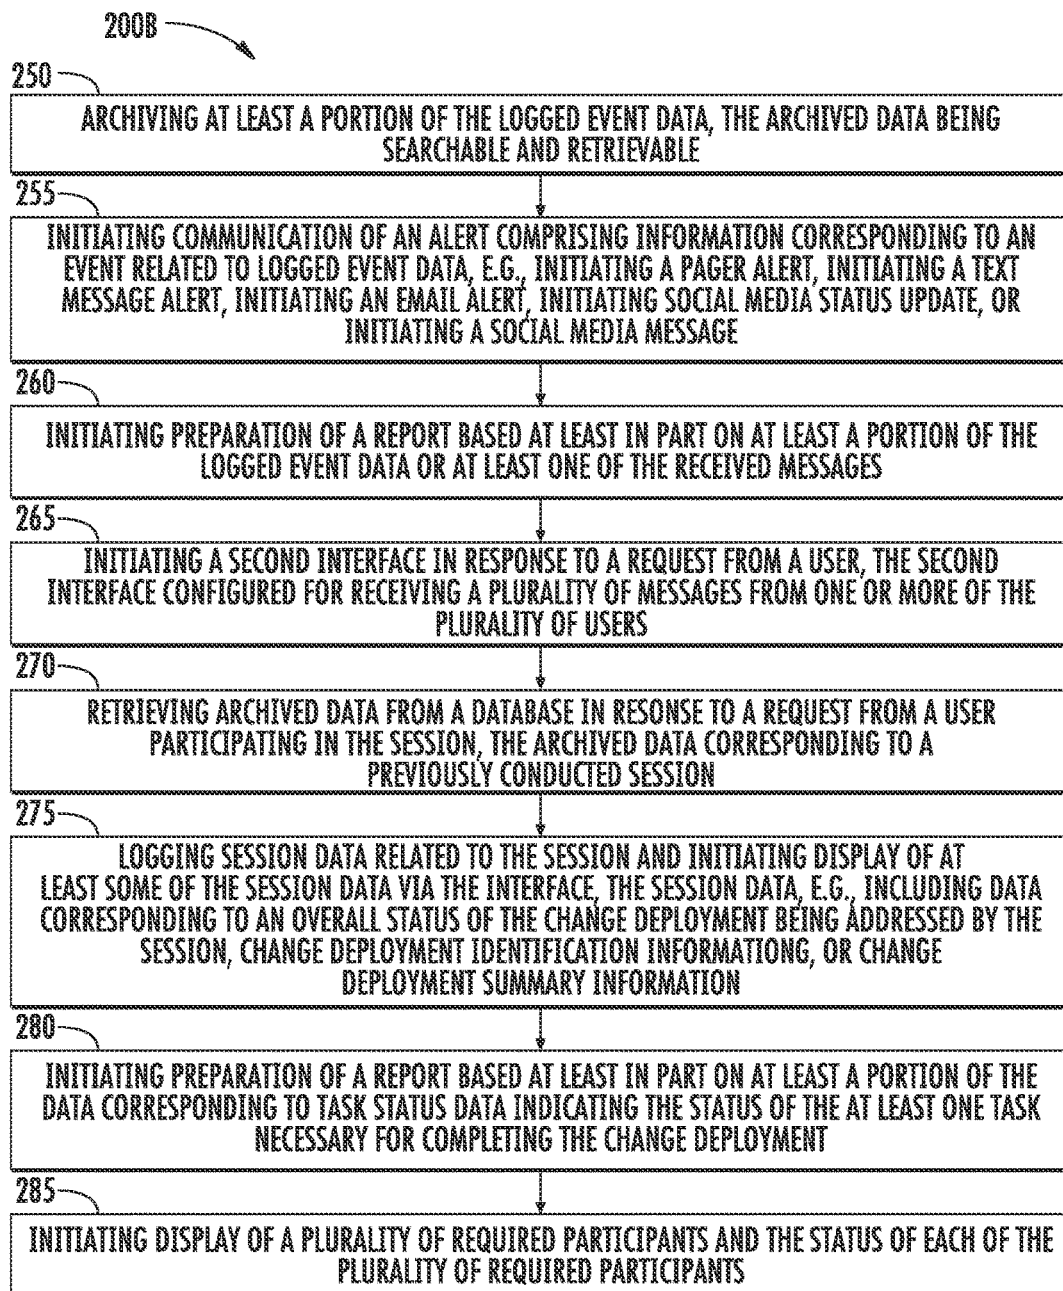 200B
250
ARCHIVING AT LEAST A PORTION OF THE LOGGED EVENT DATA, THE ARCHIVED DATA BEING
SEARCHABLE AND RETRIEVABLE
255
INITIATING COMMUNICATION OF AN ALERT COMPRISING INFORMATION CORRESPONDING TO AN
EVENT RELATED TO LOGGED EVENT DATA, E.G., INITIATING A PAGER ALERT, INITIATING A TEXT
MESSAGE ALERT, INITIATING AN EMAIL ALERT, INITIATING SOCIAL MEDIA STATUS UPDATE, OR
INITIATING A SOCIAL MEDIA MESSAGE
260
INITIATING PREPARATION OF A REPORT BASED AT LEAST IN PART ON AT LEAST A PORTION OF THE
LOGGED EVENT DATA OR AT LEAST ONE OF THE RECEIVED MESSAGES
265
INITIATING A SECOND INTERFACE IN RESPONSE TO A REQUEST FROM A USER, THE SECOND
INTERFACE CONFIGURED FOR RECEIVING A PLURALITY OF MESSAGES FROM ONE OR MORE OF THE
PLURALITY OF USERS
270
RETRIEVING ARCHIVED DATA FROM A DATABASE IN RESONSE TO A REQUEST FROM A USER
PARTICIPATING IN THE SESSION, THE ARCHIVED DATA CORRESPONDING TO A
PREVIOUSLY CONDUCTED SESSION
275
LOGGING SESSION DATA RELATED TO THE SESSION AND INITIATING DISPLAY OF AT
LEAST SOME OF THE SESSION DATA VIA THE INTERFACE, THE SESSION DATA, E.G., INCLUDING DATA
CORRESPONDING TO AN OVERALL STATUS OF THE CHANGE DEPLOYMENT BEING ADDRESSED BY THE
SESSION, CHANGE DEPLOYMENT IDENTIFICATION INFORMATIONG, OR CHANGE
DEPLOYMENT SUMMARY INFORMATION
280
INITIATING PREPARATION OF A REPORT BASED AT LEAST IN PART ON AT LEAST A PORTION OF THE
DATA CORRESPONDING TO TASK STATUS DATA INDICATING THE STATUS OF THE AT LEAST ONE TASK
NECESSARY FOR COMPLETING THE CHANGE DEPLOYMENT
285
INITIATING DISPLAY OF A PLURALITY OF REQUIRED PARTICIPANTS AND THE STATUS OF EACH OF THE
PLURALITY OF REQUIRED PARTICIPANTS